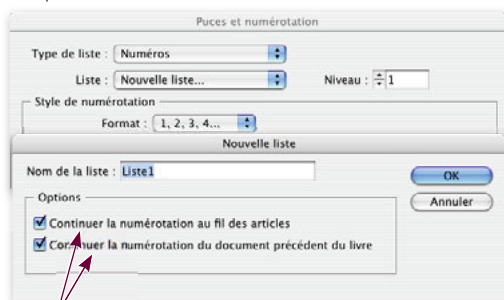 Puces et numérotation
Type de liste : Numéros
Liste : Nouvelle liste... Niveau : 1
Style de numérotation
Format : 1, 2, 3, 4...
Nouvelle liste
Nom de la liste : Liste1
OK
Options
Annuler
Continuer la numérotation au fil des articles
Continuer la numérotation du document précédent du livre